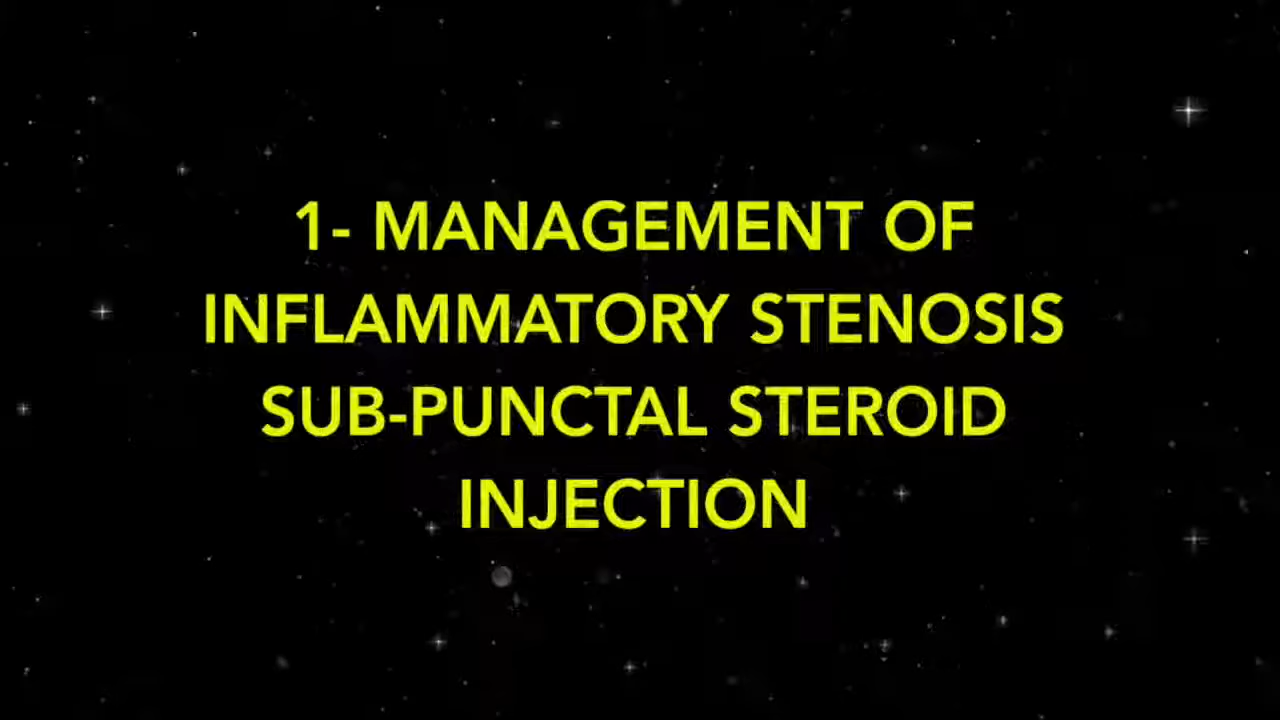 1- MANAGEMENT OF
INFLAMMATORY STENOSIS
SUB-PUNCTAL STEROID
INJECTION